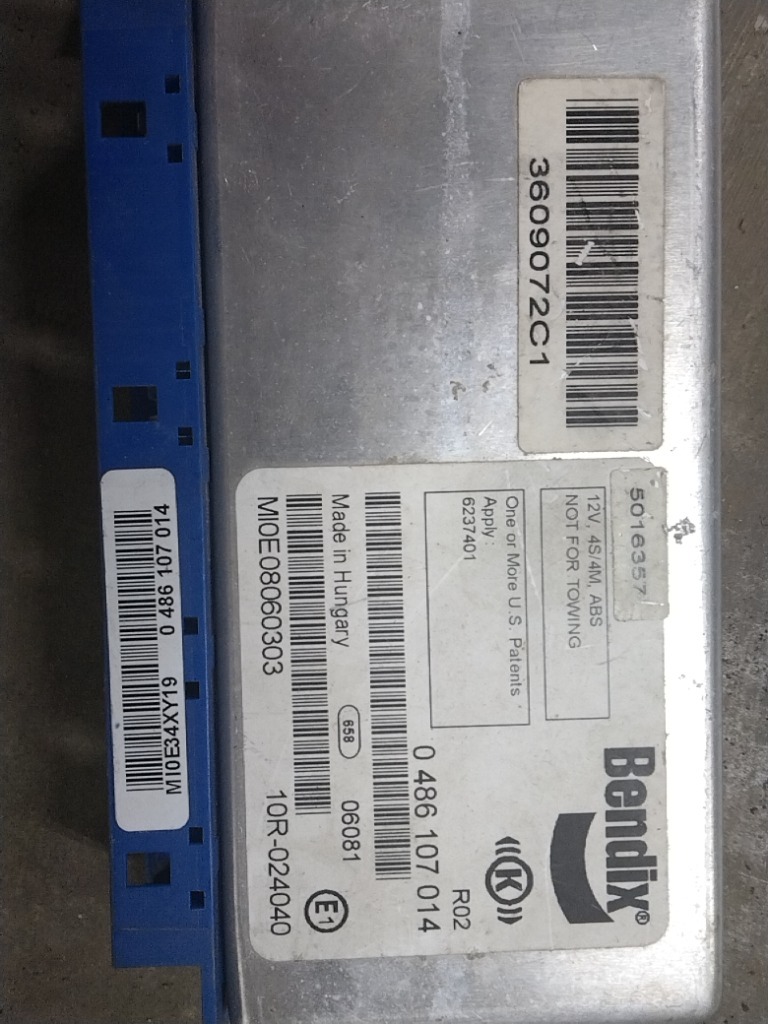 3609072C1
5016357
12V, 4S/4M, ABS
NOT FOR TOWING
One or More U.S. Patents
Apply :
6237401
Bendix®
K
R02
0 486 107 014
Made in Hungary
658
06081
E1
MI0E08060303
10R-024040
0 486 107 014
MI0E34XY19